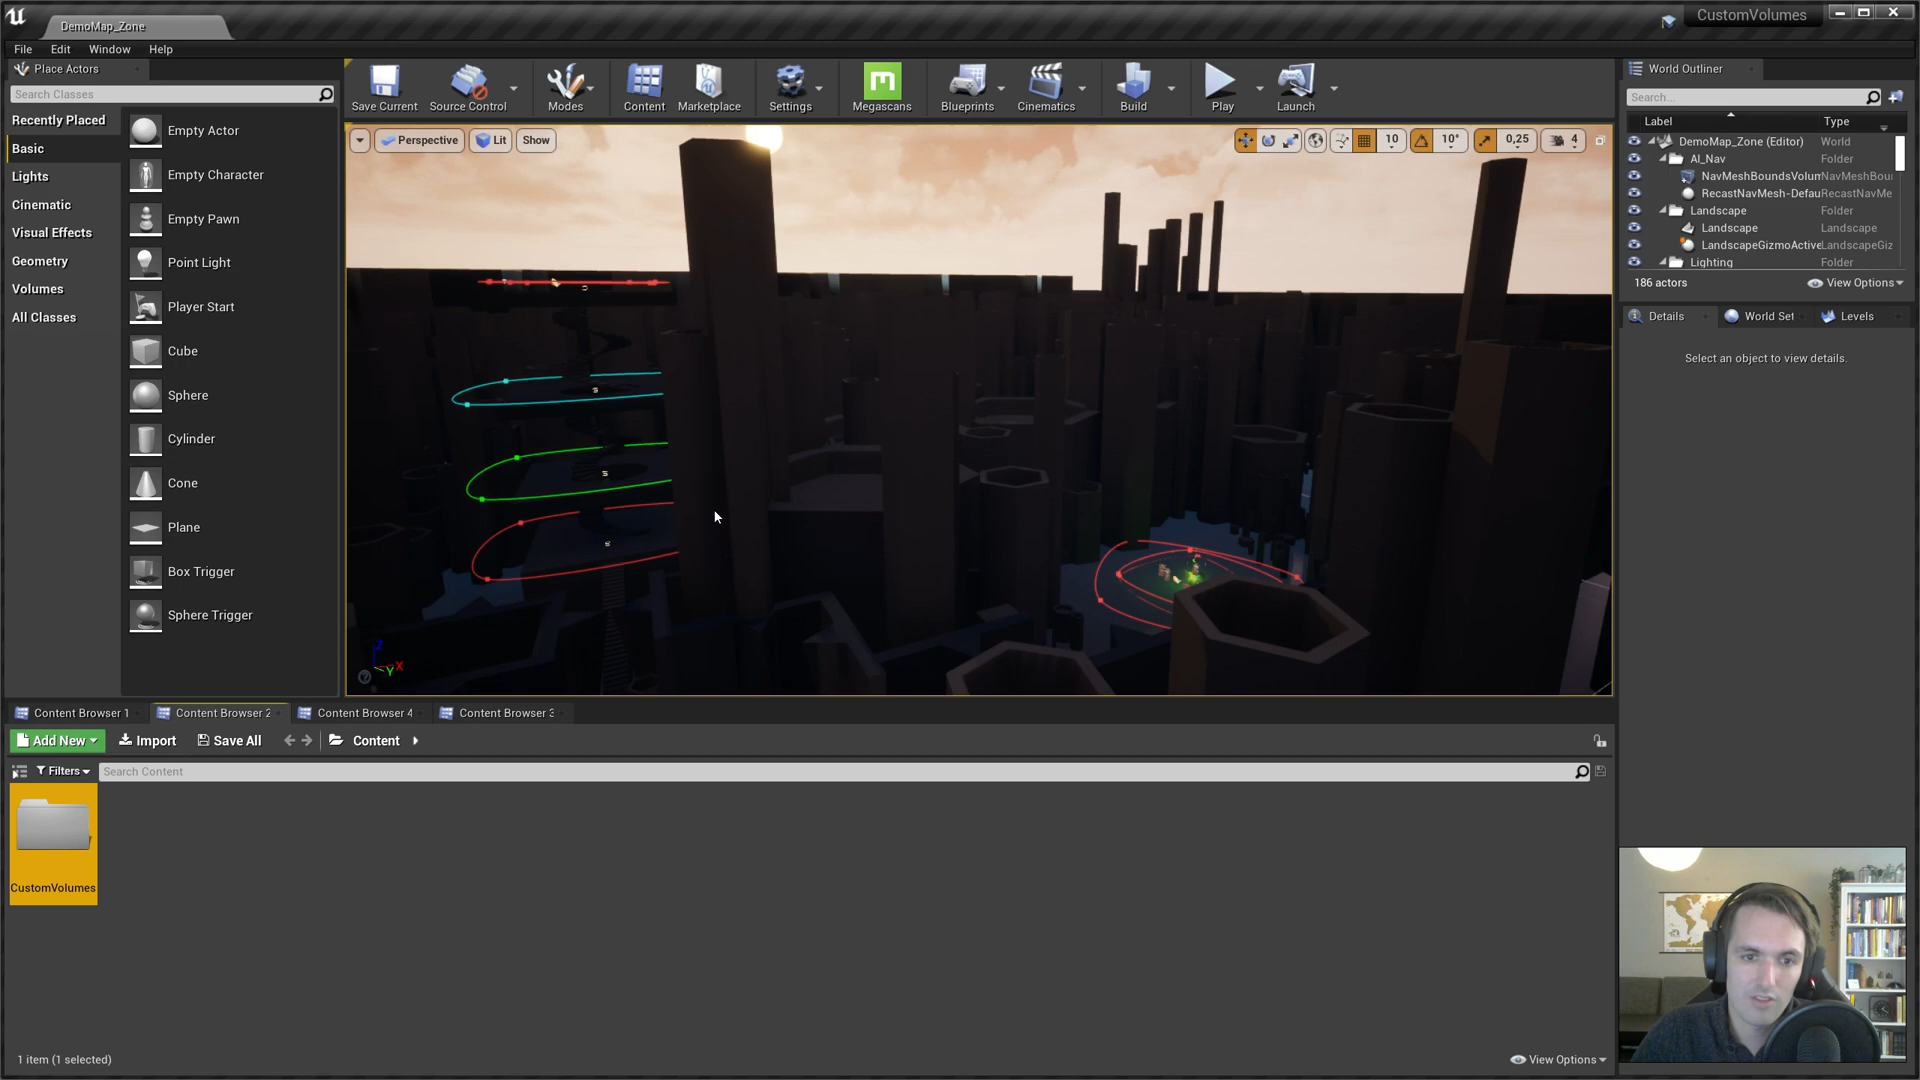 DemoMap_Zone
CustomVolumes
File Edit Window Help
Place Actors
Search Classes
Recently Placed
Basic
Lights
Cinematic
Visual Effects
Geometry
Volumes
All Classes
Empty Actor
Empty Character
Empty Pawn
Point Light
Player Start
Cube
Sphere
Cylinder
Cone
Plane
Box Trigger
Sphere Trigger
Save Current Source Control Modes Content Marketplace Settings Megascans Blueprints Cinematics Build Play Launch
Perspective Lit Show
10 10° 0,25 4
Z
X
Y
World Outliner
Search...
Label Type
DemoMap_Zone (Editor) World
AI_Nav Folder
NavMeshBoundsVolum NavMeshBou
RecastNavMesh-Defau RecastNavMe
Landscape Folder
Landscape Landscape
LandscapeGizmoActive LandscapeGiz
Lighting Folder
186 actors View Options
Details World Set Levels
Select an object to view details.
Content Browser 1 Content Browser 2 Content Browser 4 Content Browser 3
Add New Import Save All Content
Filters Search Content
CustomVolumes
1 item (1 selected) View Options